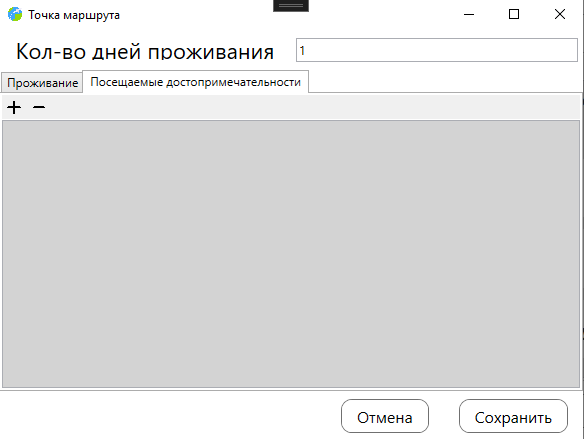 Точка маршрута
Кол-во дней проживания 1
Проживание Посещаемые достопримечательности
Отмена Сохранить